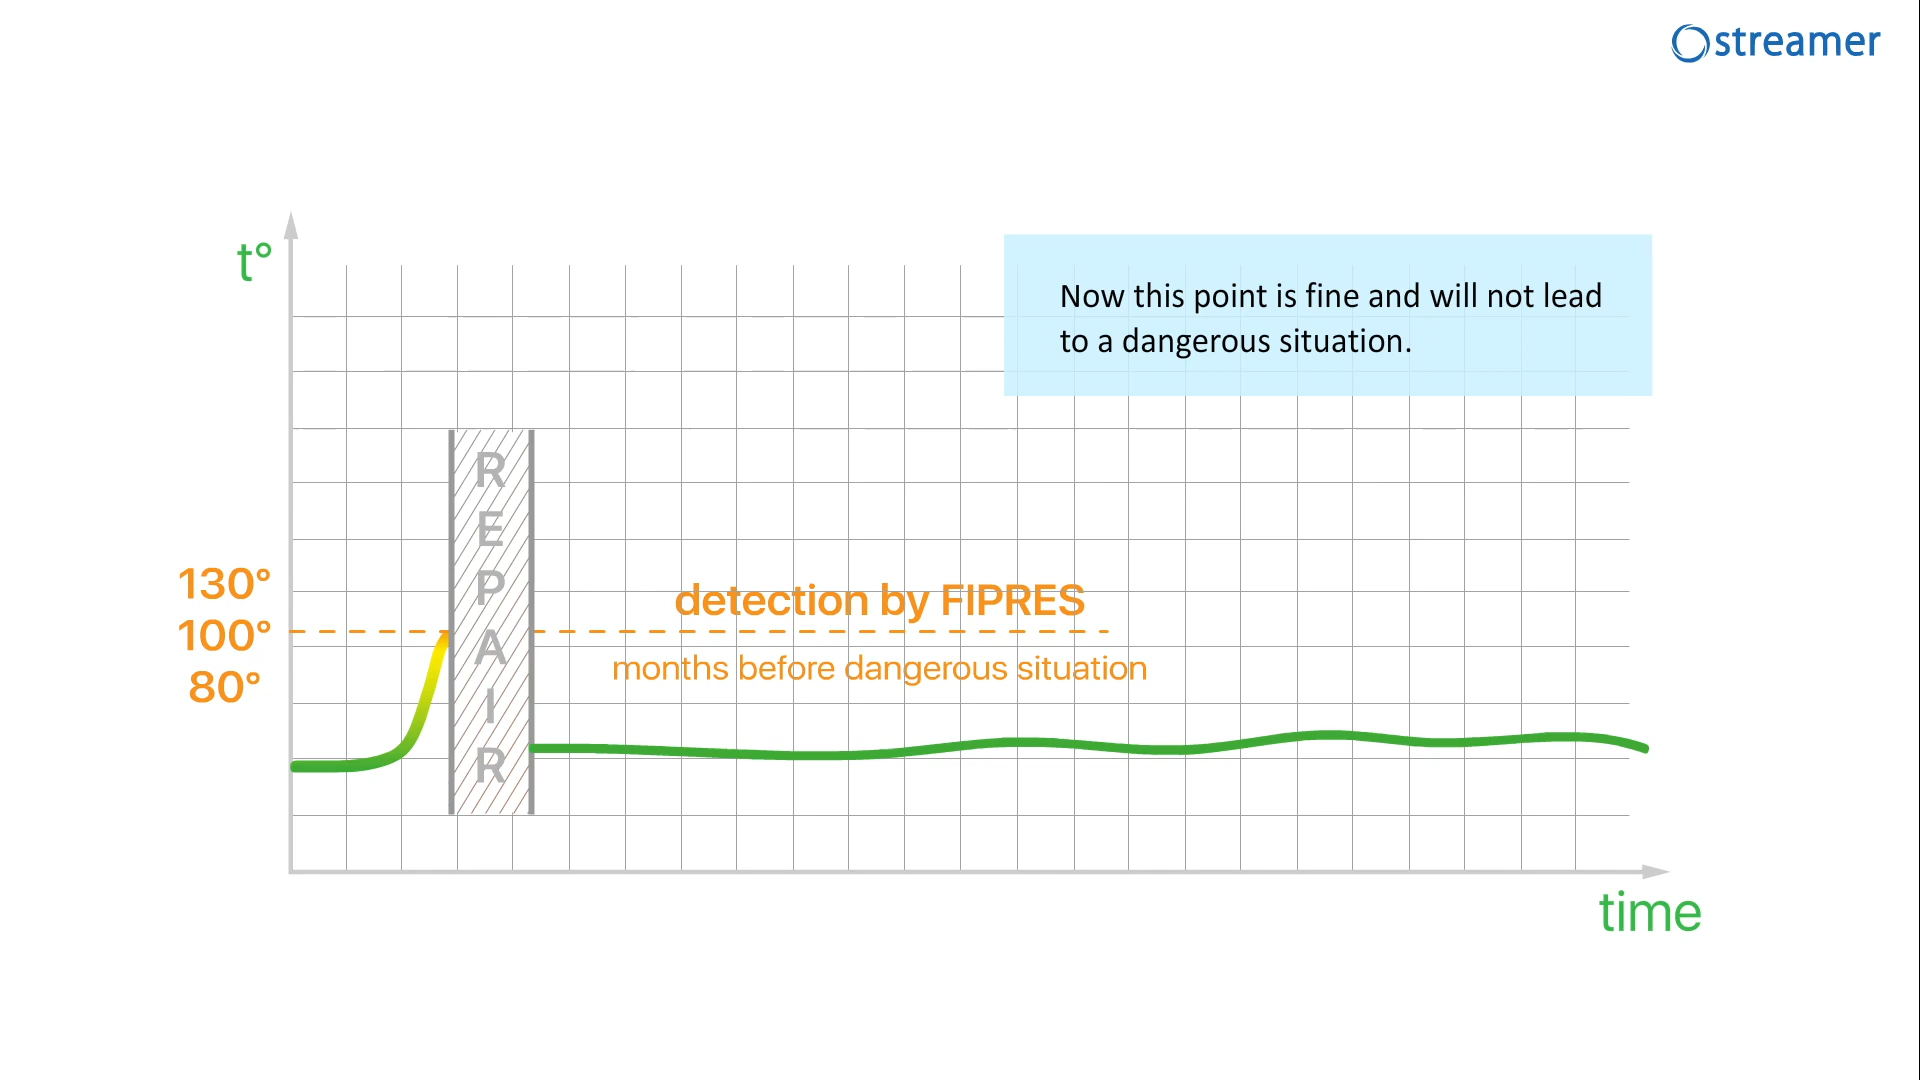 streamer
t°
Now this point is fine and will not lead
to a dangerous situation.
R
E
P
A
I
R
130°
100°
80°
detection by FIPRES
months before dangerous situation
time